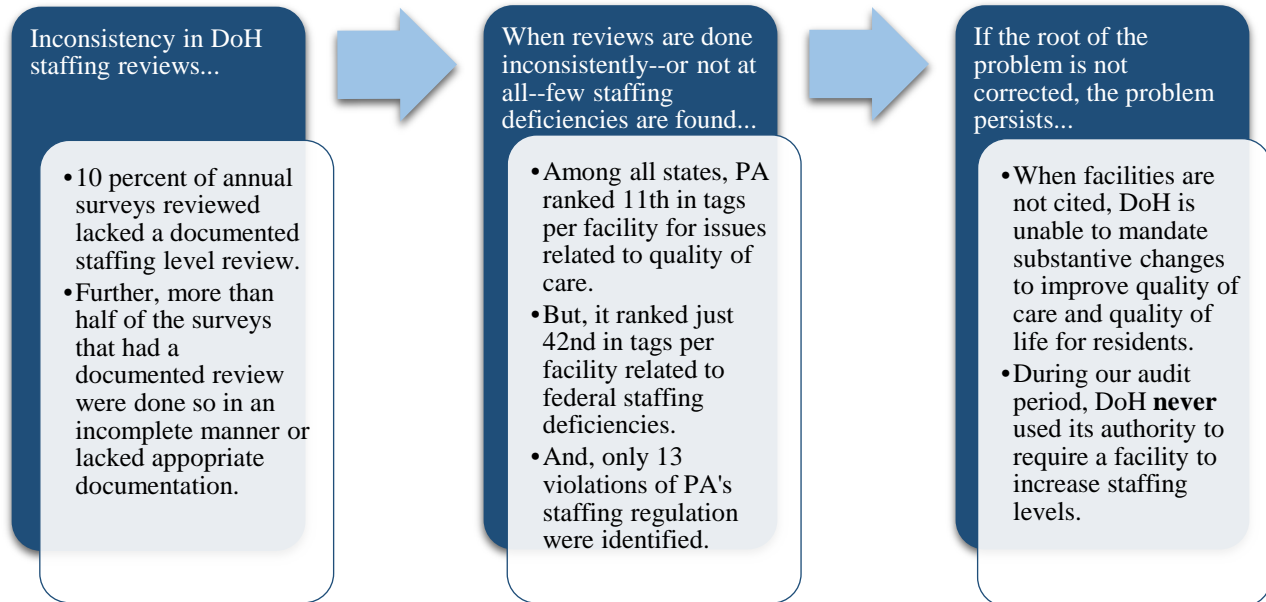 Inconsistency in DoH
staffing reviews...
•10 percent of annual
surveys reviewed
lacked a documented
staffing level review.
•Further, more than
half of the surveys
that had a
documented review
were done so in an
incomplete manner or
lacked appopriate
documentation.
When reviews are done
inconsistently--or not at
all--few staffing
deficiencies are found...
•Among all states, PA
ranked 11th in tags
per facility for issues
related to quality of
care.
•But, it ranked just
42nd in tags per
facility related to
federal staffing
deficiencies.
•And, only 13
violations of PA's
staffing regulation
were identified.
If the root of the
problem is not
corrected, the problem
persists...
•When facilities are
not cited, DoH is
unable to mandate
substantive changes
to improve quality of
care and quality of
life for residents.
•During our audit
period, DoH never
used its authority to
require a facility to
increase staffing
levels.